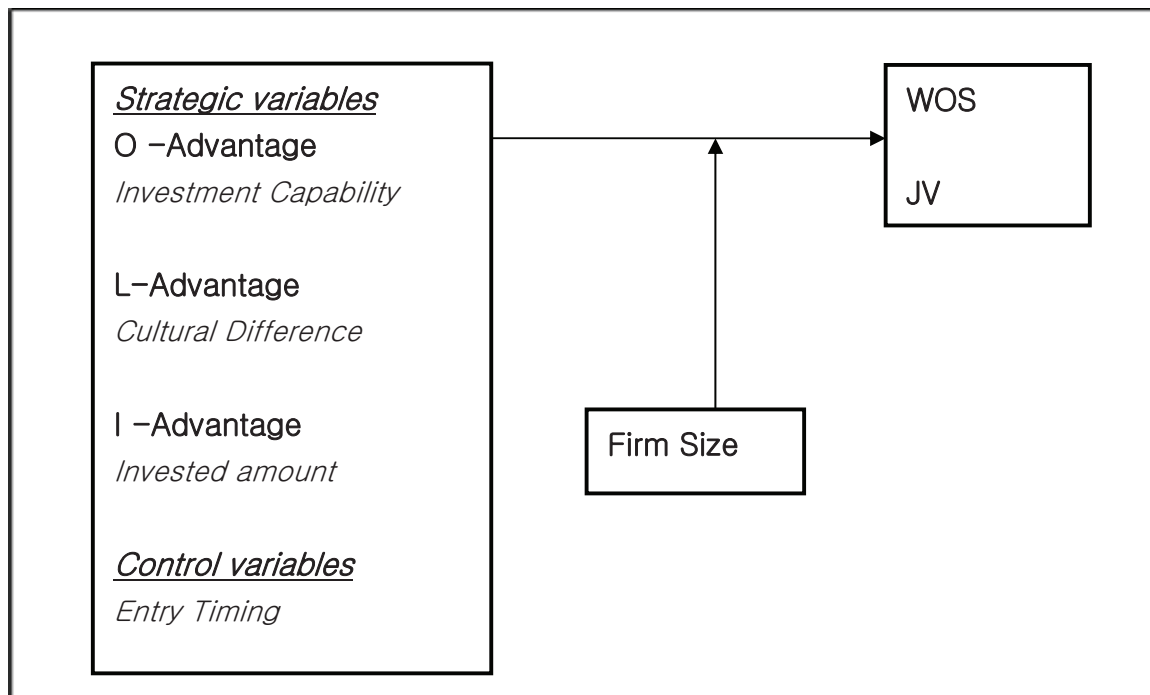 Strategic variables
O -Advantage
Investment Capability
L-Advantage
Cultural Difference
I -Advantage
Invested amount
Control variables
Entry Timing
Firm Size
WOS
JV